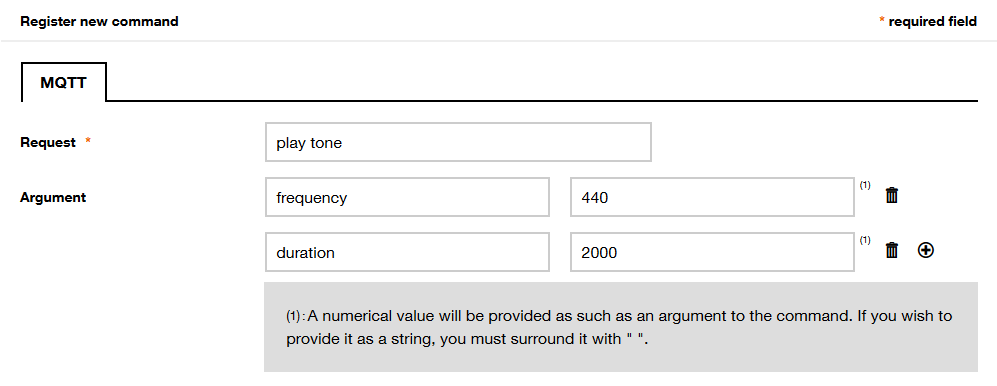 Register new command * required field
MQTT
Request *
play tone
Argument
frequency 440 (1)
duration 2000 (1)
(1): A numerical value will be provided as such as an argument to the command. If you wish to
provide it as a string, you must surround it with " ".